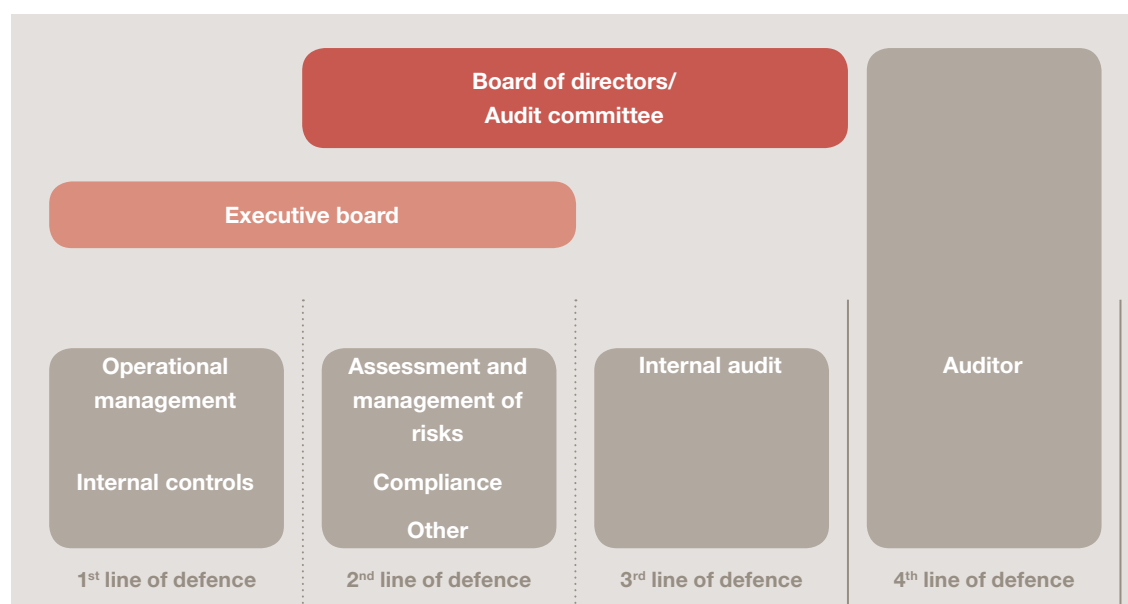 Board of directors/
Audit committee
Executive board
Operational
management
Internal controls
Assessment and
management of
risks
Compliance
Other
Internal audit
Auditor
1st line of defence
2nd line of defence
3rd line of defence
4th line of defence